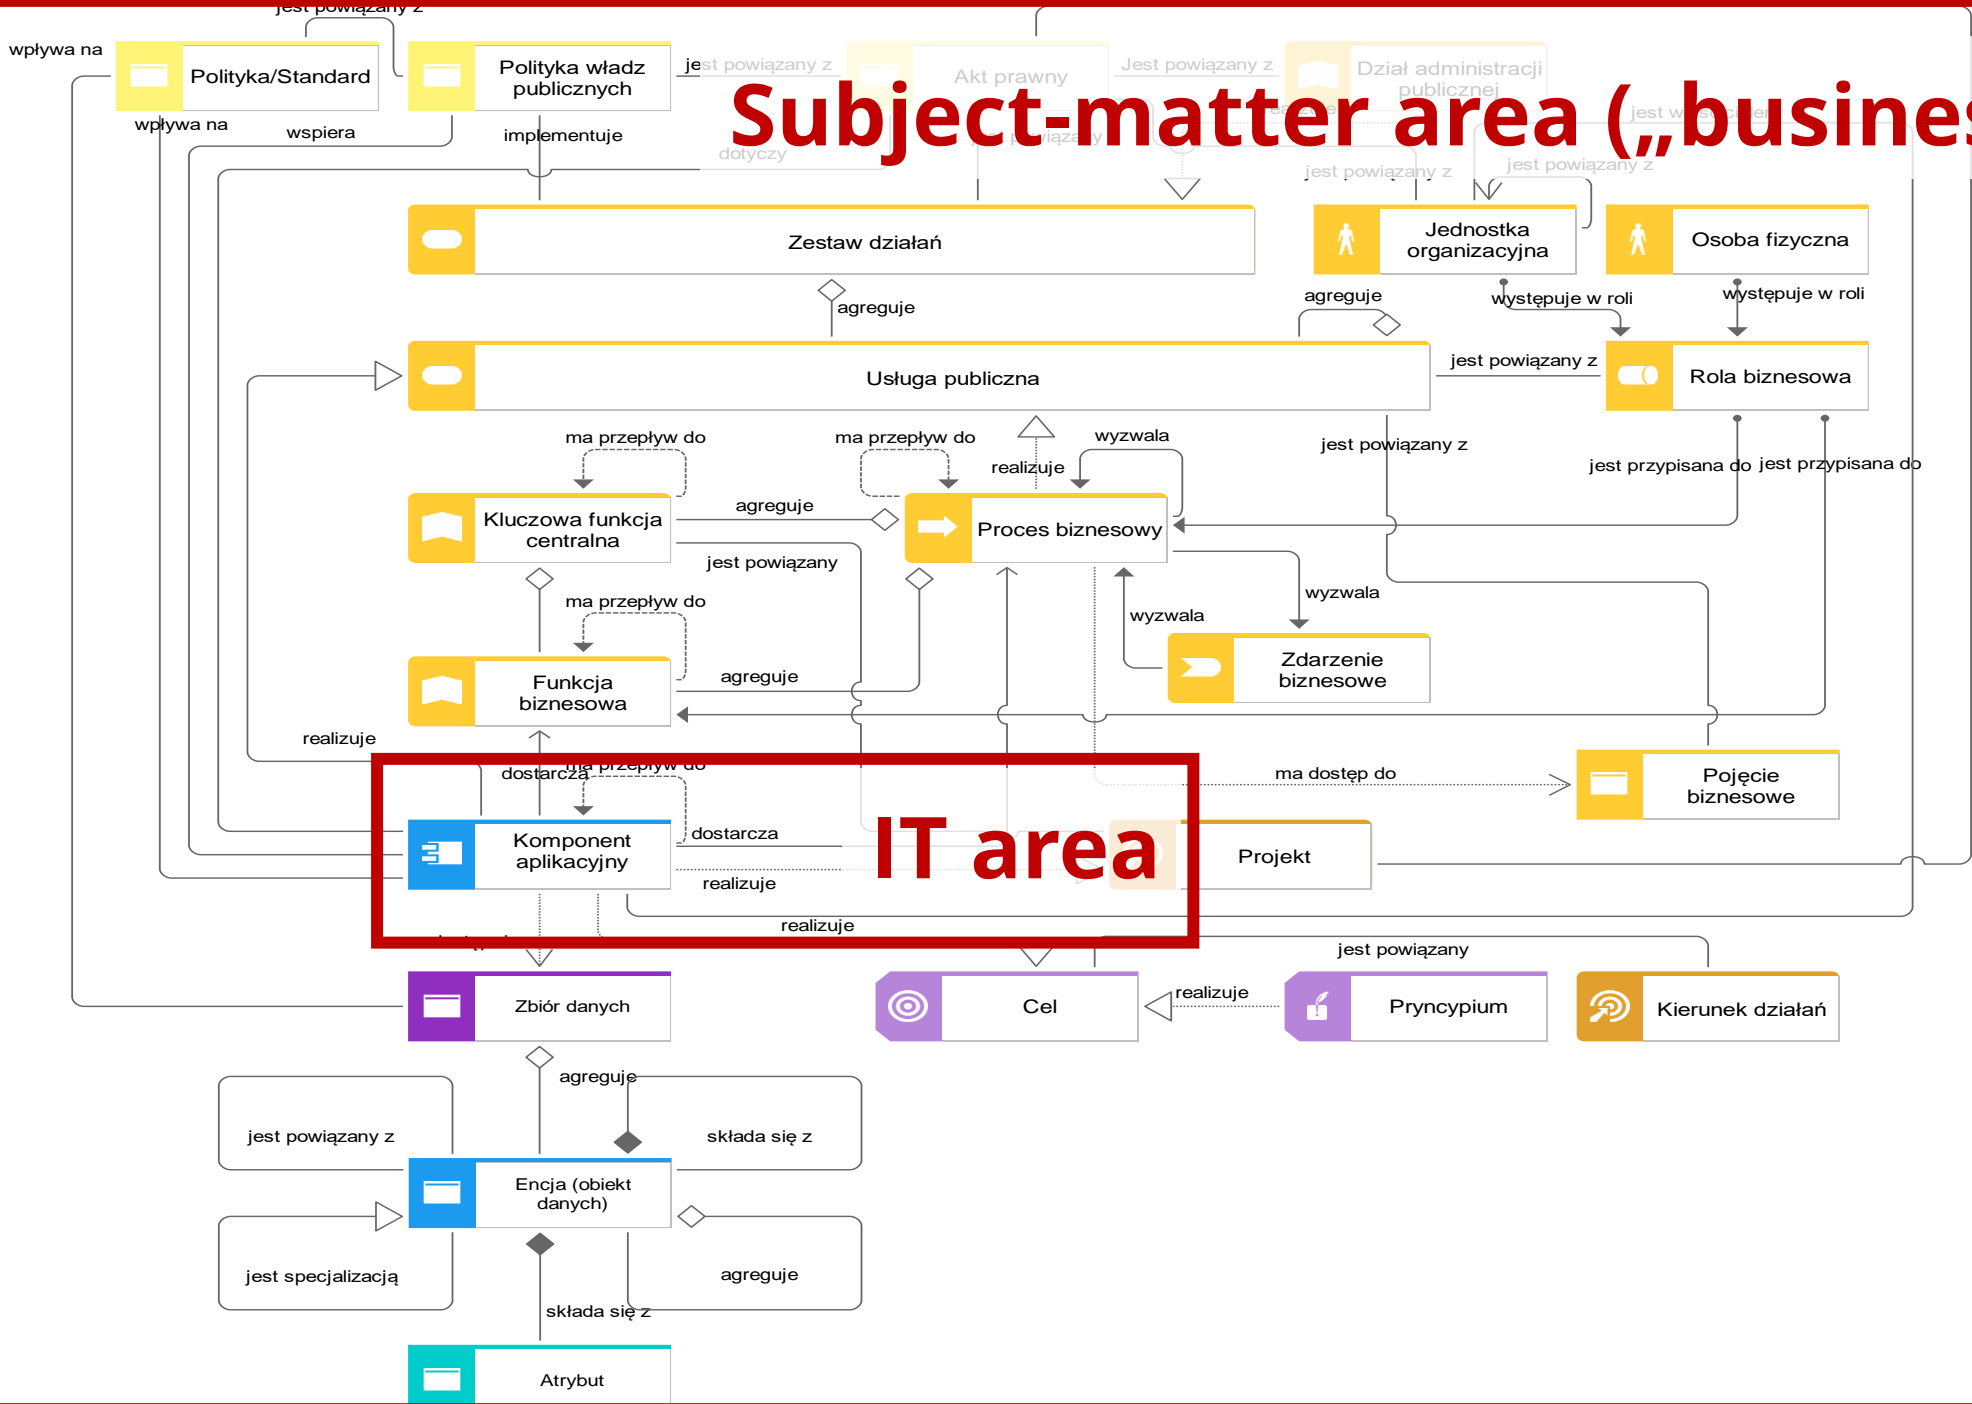 jest powiązany z
wpływa na
Polityka/Standard
Polityka władz
publicznych
jest powiązany z
Akt prawny
Jest powiązany z
Dział administracji
publicznej
Subject-matter area („busines
wpływa na
wspiera
implementuje
dotyczy
jest powiązany z
jest powiązany z
Zestaw działań
Jednostka
organizacyjna
Osoba fizyczna
agreguje
agreguje
występuje w roli
występuje w roli
Usługa publiczna
jest powiązany z
Rola biznesowa
ma przepływ do
ma przepływ do
wyzwala
realizuje
jest powiązany z
jest przypisana do
jest przypisana do
Kluczowa funkcja
centralna
agreguje
Proces biznesowy
jest powiązany
ma przepływ do
wyzwala
wyzwala
Funkcja
biznesowa
agreguje
Zdarzenie
biznesowe
realizuje
dostarcza
ma przepływ do
ma dostęp do
Pojęcie
biznesowe
Komponent
aplikacyjny
dostarcza
IT area
Projekt
realizuje
realizuje
jest powiązany
Zbiór danych
Cel
realizuje
Pryncypium
Kierunek działań
agreguje
jest powiązany z
składa się z
Encja (obiekt
danych)
jest specjalizacją
agreguje
składa się z
Atrybut